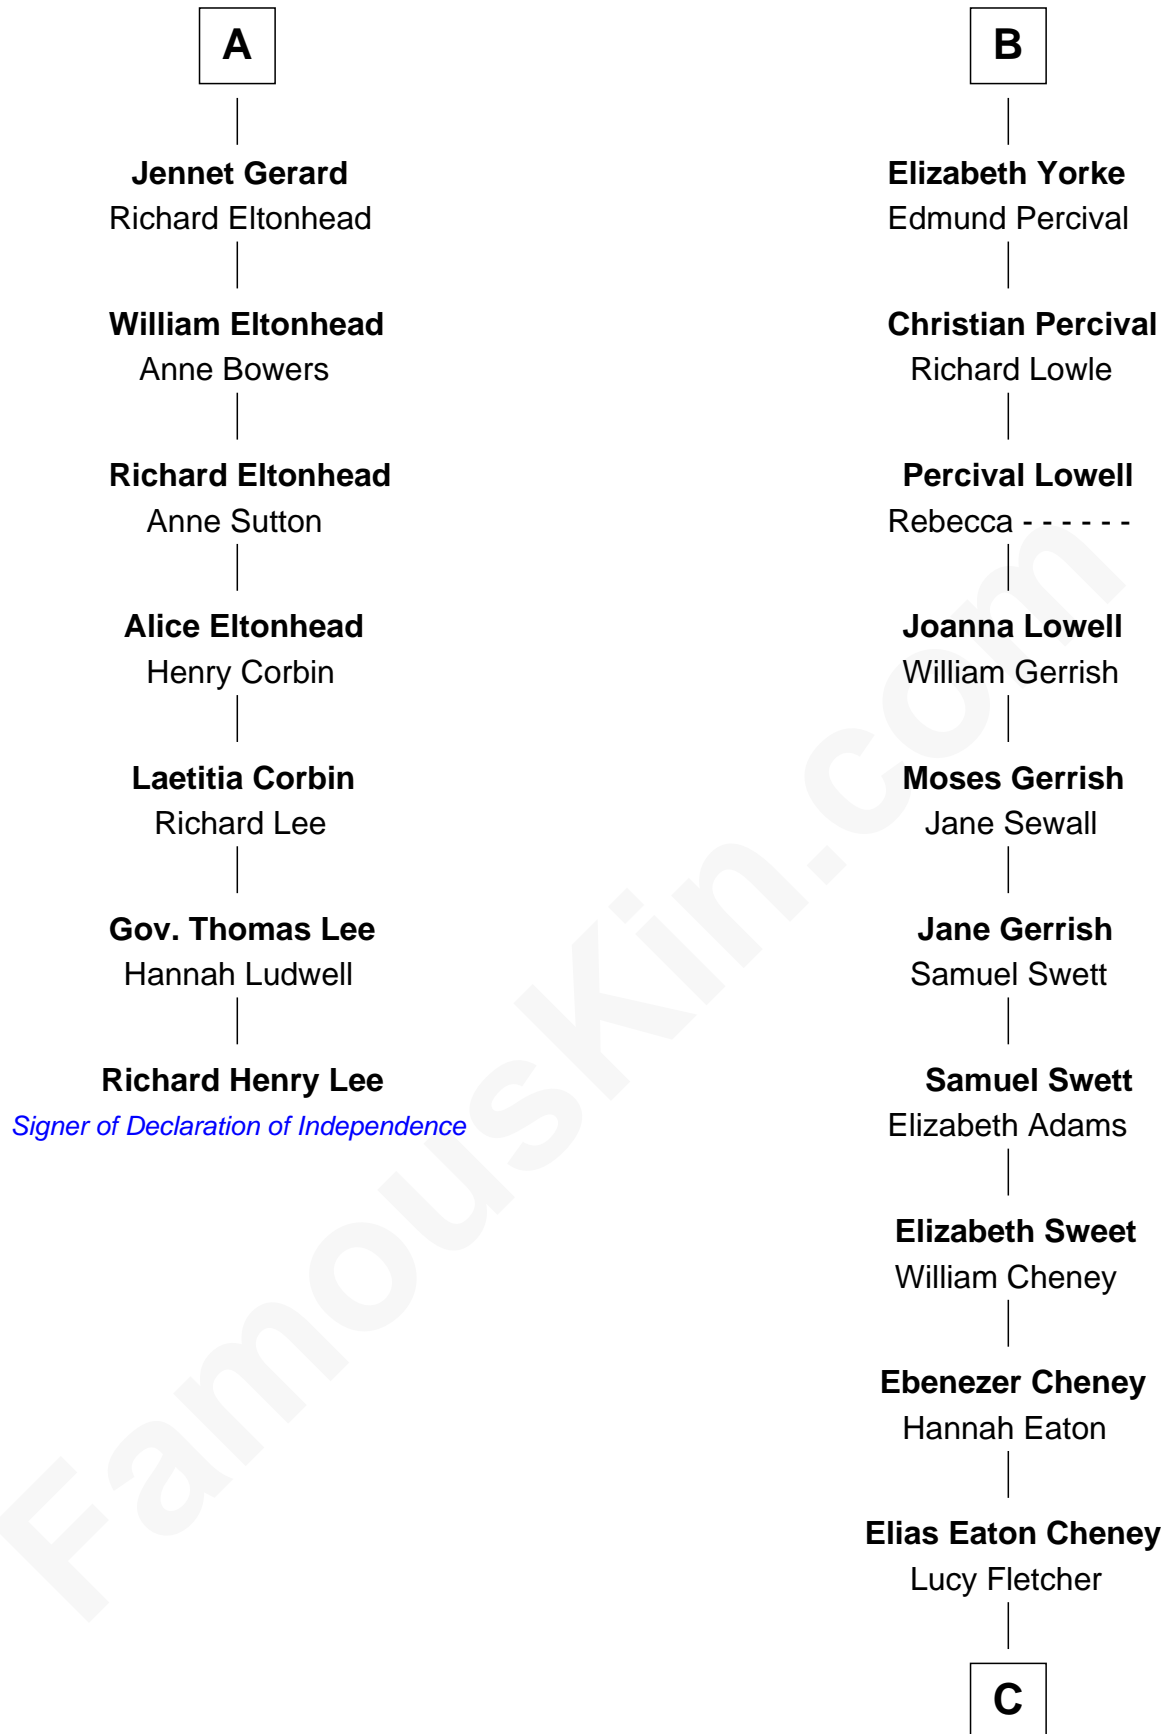 A
Jennet Gerard
Richard Eltonhead
William Eltonhead
Anne Bowers
Richard Eltonhead
Anne Sutton
Alice Eltonhead
Henry Corbin
Laetitia Corbin
Richard Lee
Gov. Thomas Lee
Hannah Ludwell
Richard Henry Lee
Signer of Declaration of Independence
B
Elizabeth Yorke
Edmund Percival
Christian Percival
Richard Lowle
Percival Lowell
Rebecca - - - - - -
Joanna Lowell
William Gerrish
Moses Gerrish
Jane Sewall
Jane Gerrish
Samuel Swett
Samuel Swett
Elizabeth Adams
Elizabeth Sweet
William Cheney
Ebenezer Cheney
Hannah Eaton
Elias Eaton Cheney
Lucy Fletcher
C
FamousKin.com